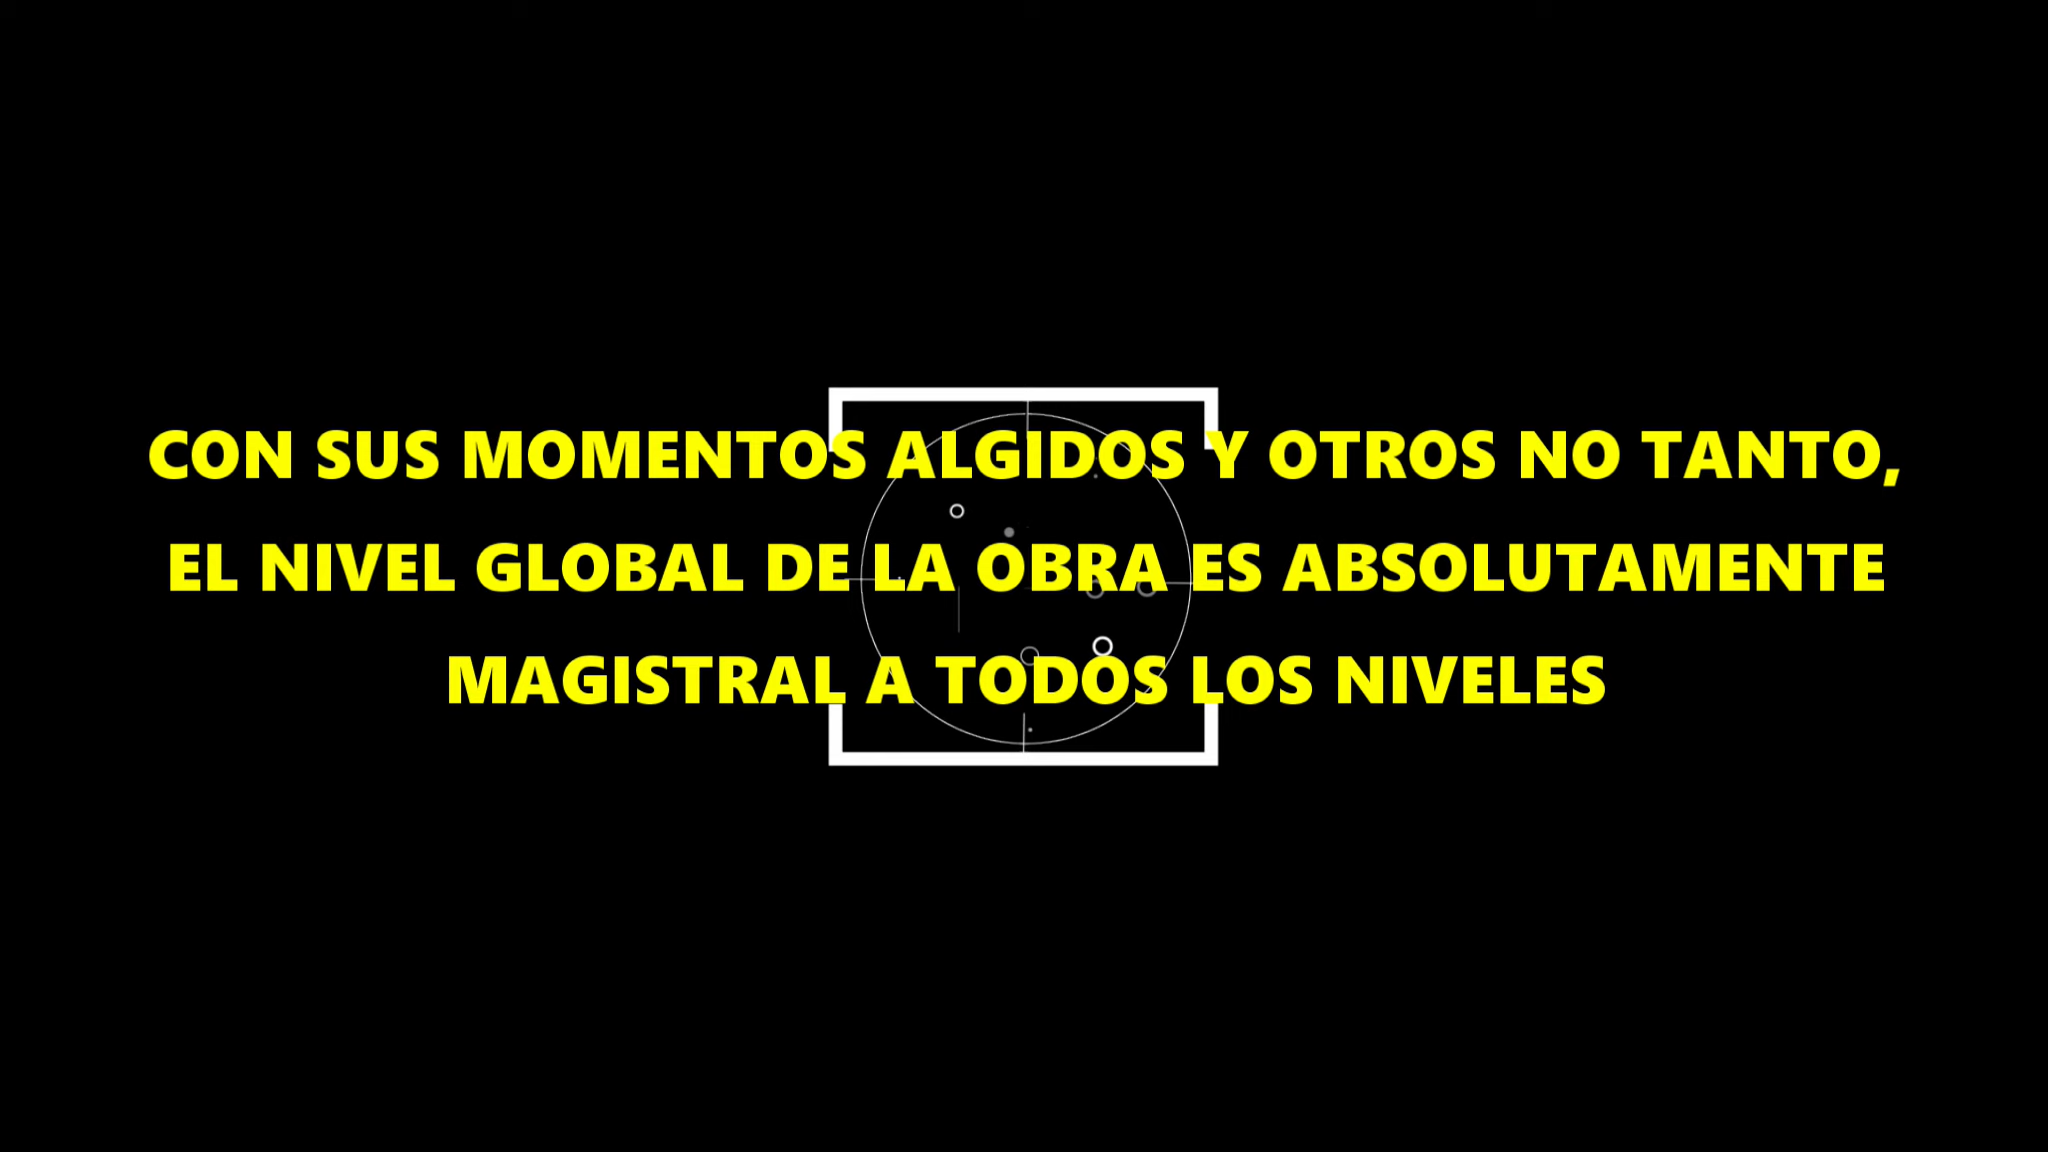 CON SUS MOMENTOS ALGIDOS Y OTROS NO TANTO,
EL NIVEL GLOBAL DE LA OBRA ES ABSOLUTAMENTE
MAGISTRAL A TODOS LOS NIVELES